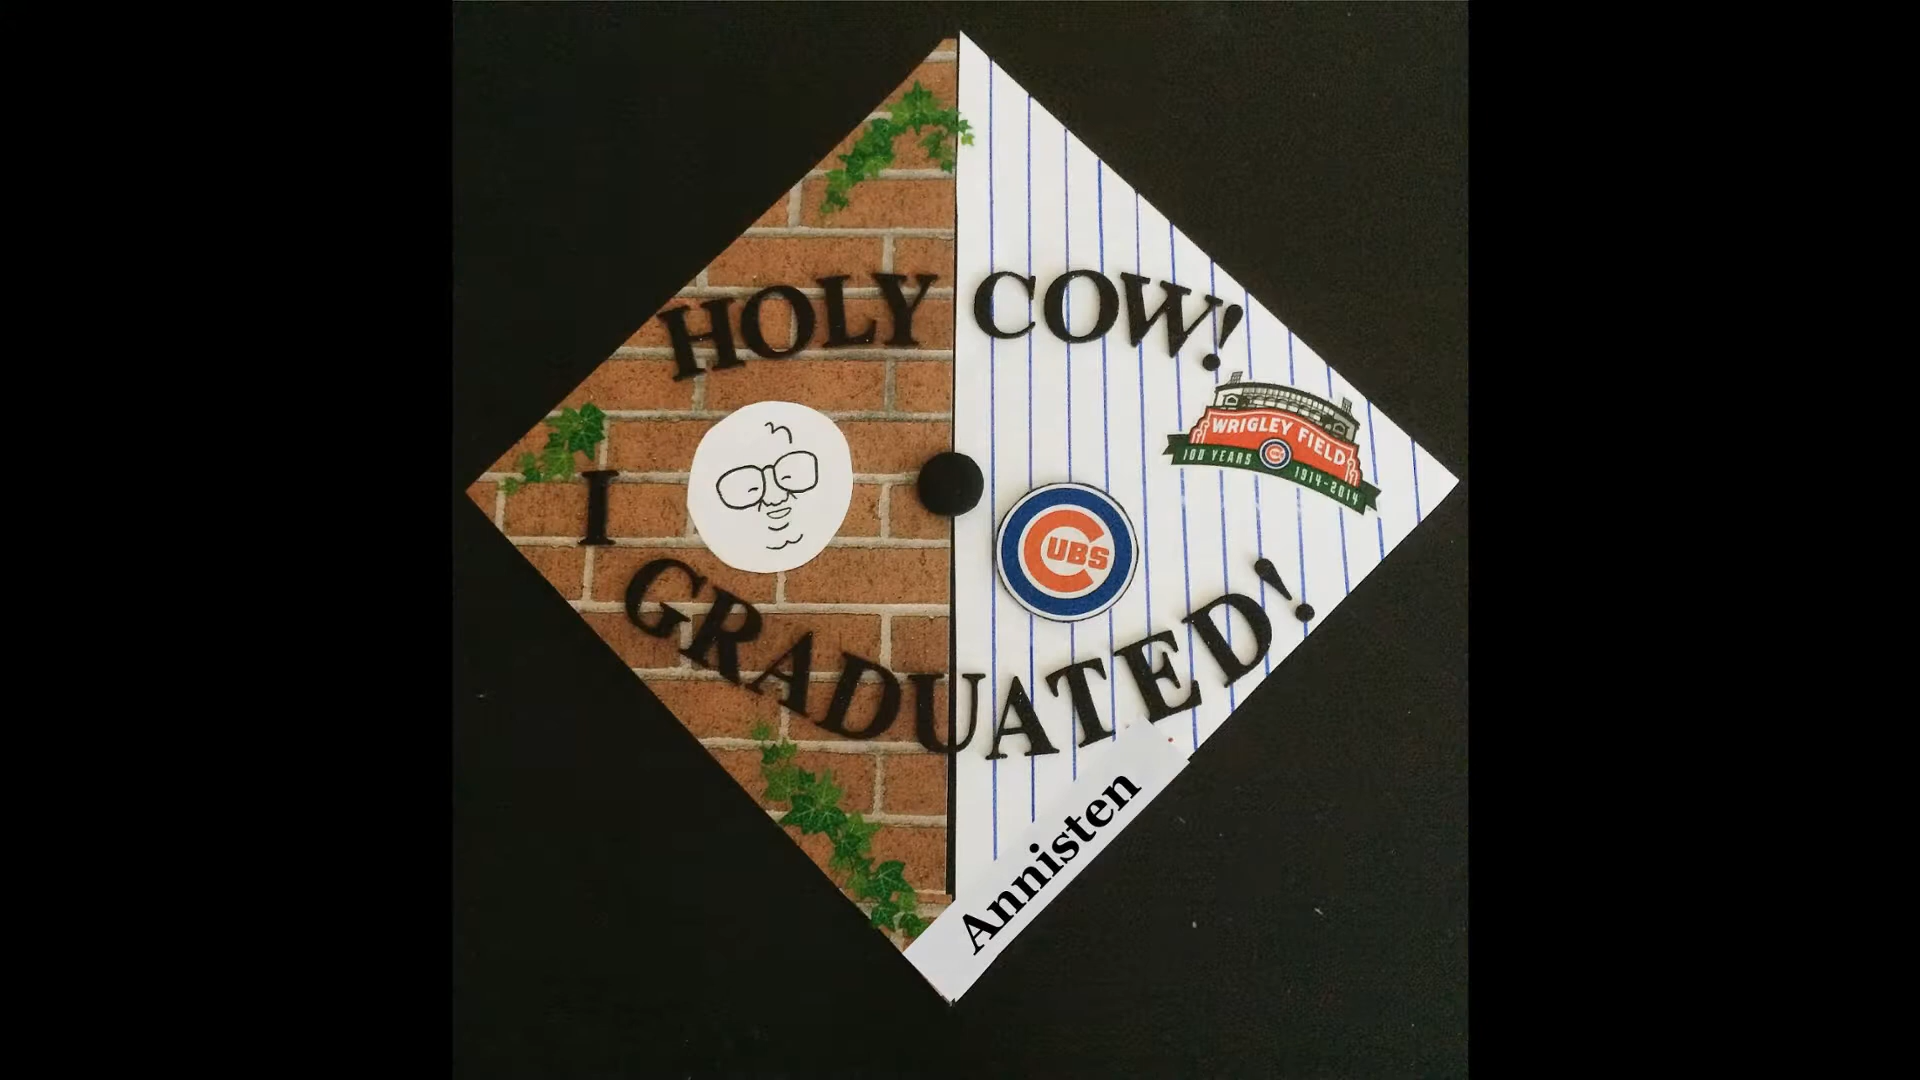 HOLY COW!
WRIGLEY FIELD
100 YEARS C 1914-2014
I
CUBS
GRADUATED!
Annisten